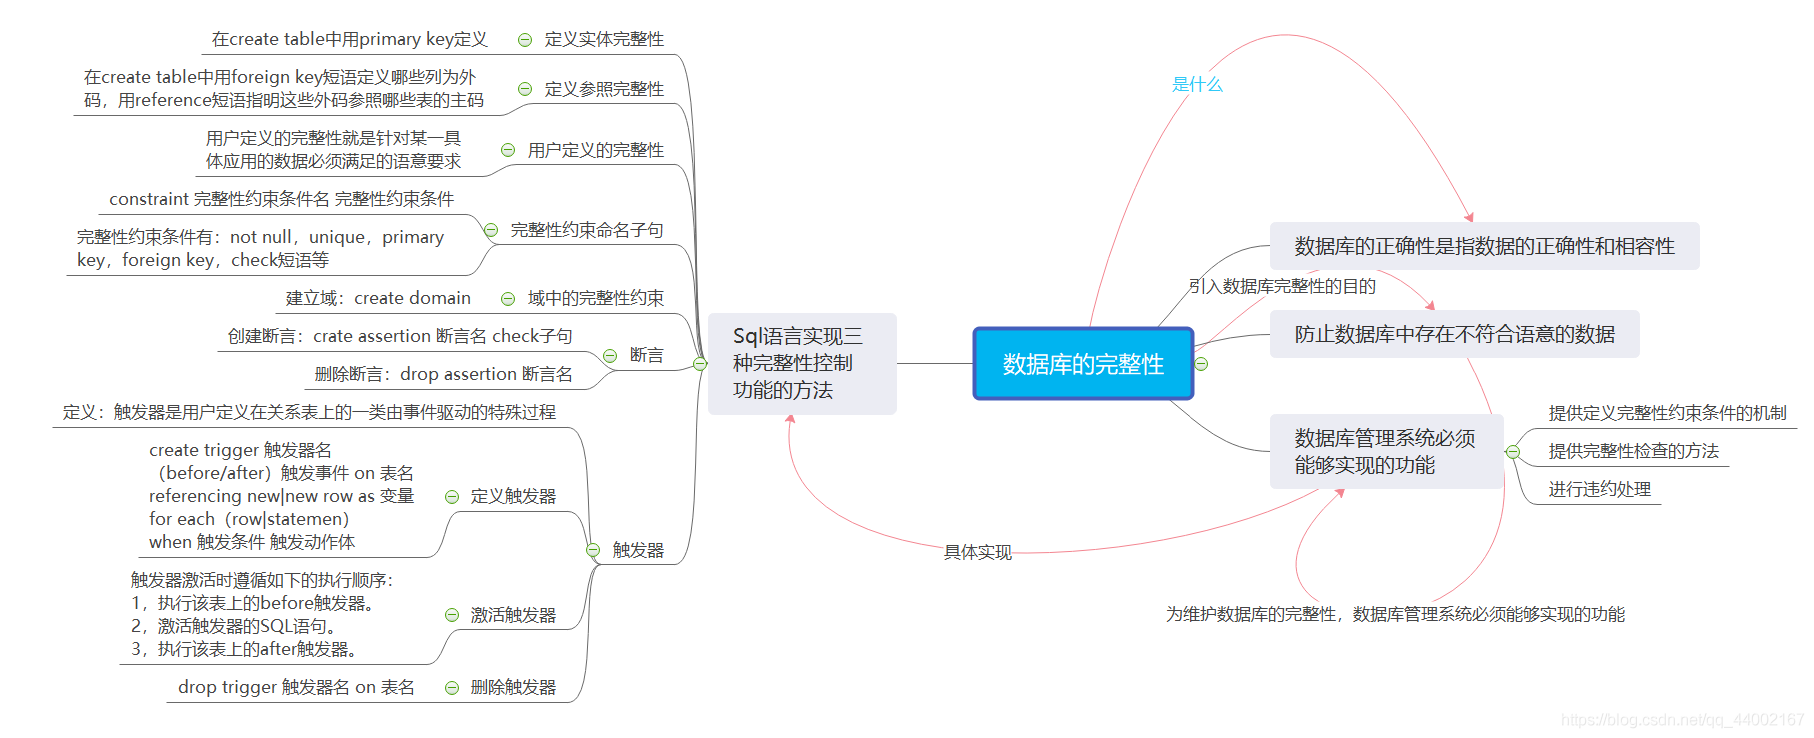 在create table中用primary key定义
定义实体完整性
在create table中用foreign key短语定义哪些列为外
码，用reference短语指明这些外码参照哪些表的主码
定义参照完整性
用户定义的完整性就是针对某一具
体应用的数据必须满足的语意要求
用户定义的完整性
constraint 完整性约束条件名 完整性约束条件
完整性约束条件有：not null，unique，primary
key，foreign key，check短语等
完整性约束命名子句
建立域：create domain
域中的完整性约束
创建断言：crate assertion 断言名 check子句
删除断言：drop assertion 断言名
断言
定义：触发器是用户定义在关系表上的一类由事件驱动的特殊过程
create trigger 触发器名
（before/after）触发事件 on 表名
referencing new|new row as 变量
for each（row|statemen）
when 触发条件 触发动作体
定义触发器
触发器
触发器激活时遵循如下的执行顺序：
1，执行该表上的before触发器。
2，激活触发器的SQL语句。
3，执行该表上的after触发器。
激活触发器
drop trigger 触发器名 on 表名
删除触发器
Sql语言实现三
种完整性控制
功能的方法
数据库的完整性
是什么
数据库的正确性是指数据的正确性和相容性
引入数据库完整性的目的
防止数据库中存在不符合语意的数据
数据库管理系统必须
能够实现的功能
提供定义完整性约束条件的机制
提供完整性检查的方法
进行违约处理
具体实现
为维护数据库的完整性，数据库管理系统必须能够实现的功能
https://blog.csdn.net/qq_44002167